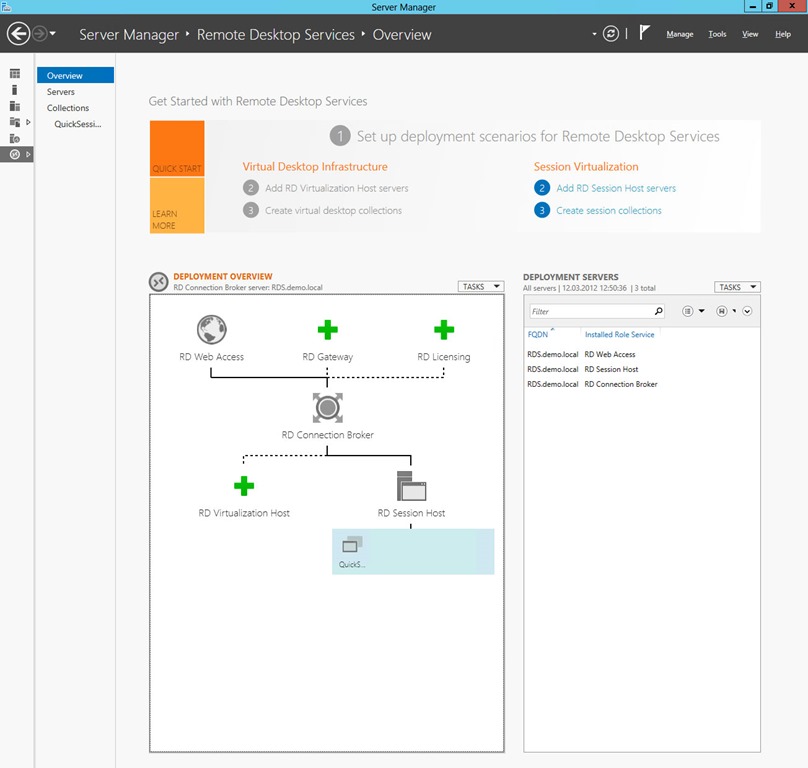 Server Manager
Server Manager ‣ Remote Desktop Services ‣ Overview
Manage Tools View Help
Overview
Servers
Collections
QuickSessi...
Get Started with Remote Desktop Services
1 Set up deployment scenarios for Remote Desktop Services
QUICK START
Virtual Desktop Infrastructure
2 Add RD Virtualization Host servers
3 Create virtual desktop collections
Session Virtualization
2 Add RD Session Host servers
3 Create session collections
LEARN
MORE
DEPLOYMENT OVERVIEW
RD Connection Broker server: RDS.demo.local
TASKS
RD Web Access
RD Gateway
RD Licensing
RD Connection Broker
RD Virtualization Host
RD Session Host
QuickS...
DEPLOYMENT SERVERS
All servers | 12.03.2012 12:50:36 | 3 total
TASKS
Filter
FQDN Installed Role Service
RDS.demo.local RD Web Access
RDS.demo.local RD Session Host
RDS.demo.local RD Connection Broker